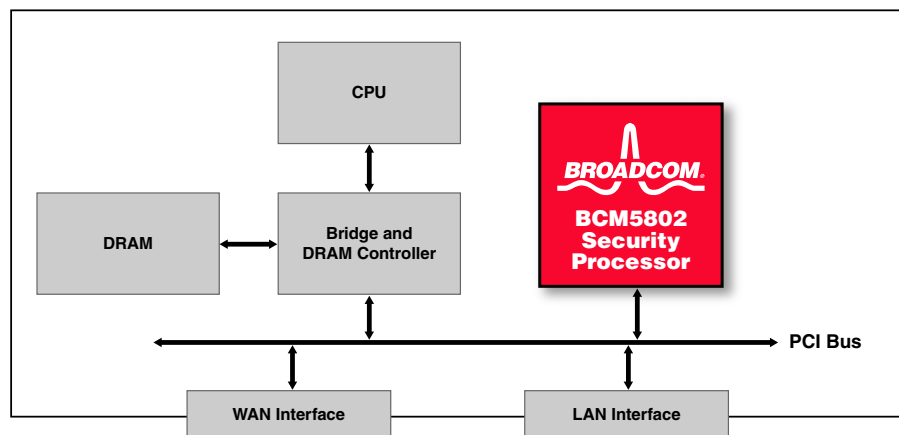 CPU
BROADCOM®
BCM5802
Security
Processor
DRAM
Bridge and
DRAM Controller
PCI Bus
WAN Interface
LAN Interface